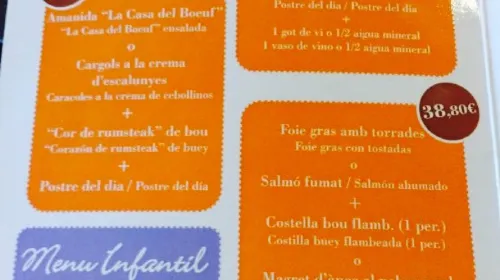 Amanida “La Casa del Boeuf”
“La Casa del Boeuf” ensalada
o
Cargols a la crema
d'escalunyes
Caracoles a la crema de cebollinos
+
“Cor de rumsteak” de bou
“Corazón de rumsteak” de buey
+
Postre del dia / Postre del día
Menu Infantil
Postre del dia / Postre del día
+
1 got de vi o 1/2 aigua mineral
1 vaso de vino o 1/2 aigua mineral
38,80€
Foie gras amb torrades
Foie gras con tostadas
o
Salmó fumat / Salmón ahumado
+
Costella bou flamb. (1 per.)
Costilla buey flambeada (1 per.)
o
Magret d'ànec